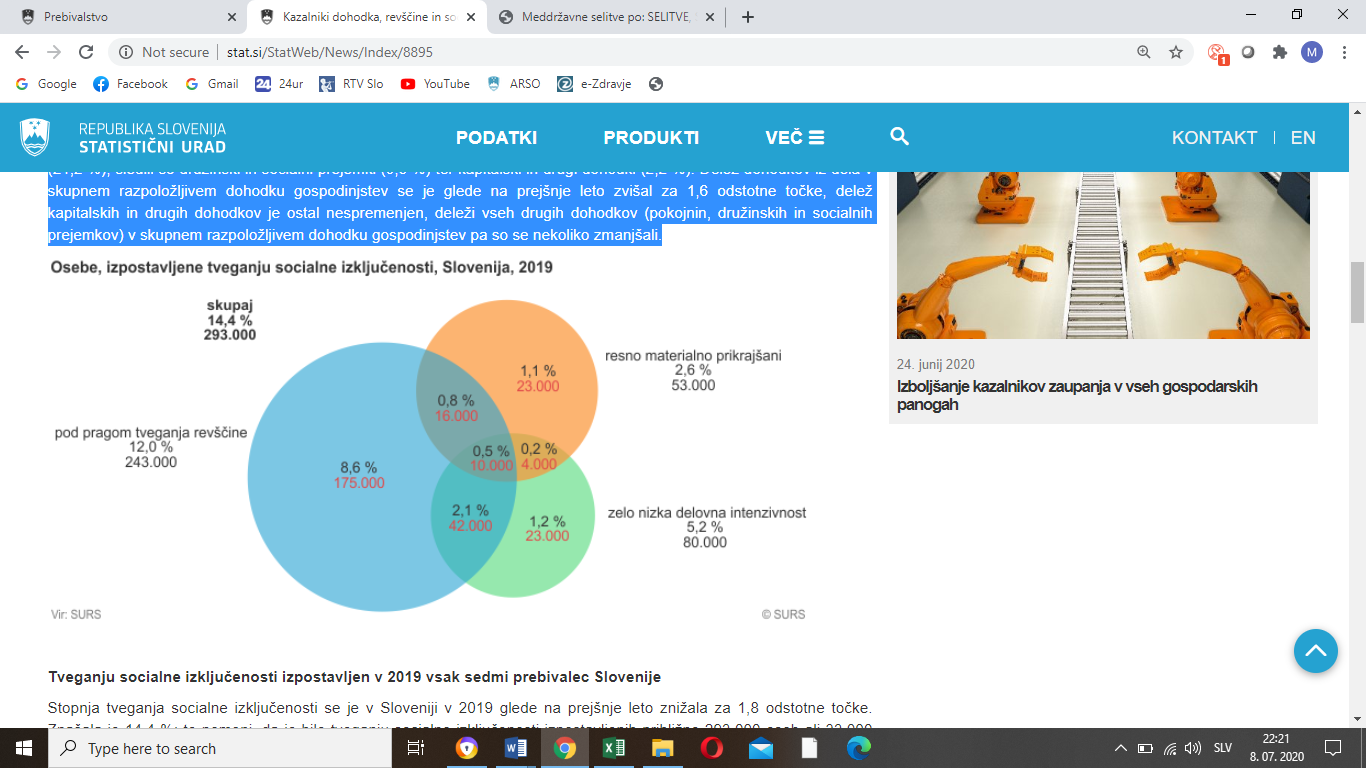 Prebivalstvo
Kazalniki dohodka, revščine in so
Meddržavne selitve po: SELITVE,
Not secure | stat.si/StatWeb/News/Index/8895
1
M
Google
Facebook
Gmail
24 24ur
RTV Slo
YouTube
ARSO
e-Zdravje
REPUBLIKA SLOVENIJA
STATISTIČNI URAD
PODATKI
PRODUKTI
VEČ
KONTAKT | EN
skupnem razpoložljivem dohodku gospodinjstev se je glede na prejšnje leto zvišal za 1,6 odstotne točke, delež
kapitalskih in drugih dohodkov je ostal nespremenjen, deleži vseh drugih dohodkov (pokojnin, družinskih in socialnih
prejemkov) v skupnem razpoložljivem dohodku gospodinjstev pa so se nekoliko zmanjšali.
Osebe, izpostavljene tveganju socialne izključenosti, Slovenija, 2019
skupaj
14,4 %
293.000
resno materialno prikrajšani
2,6 %
53.000
1,1 %
23.000
0,8 %
16.000
pod pragom tveganja revščine
12,0 %
243.000
0,5 %
10.000
0,2 %
4.000
8,6 %
175.000
2,1 %
42.000
1,2 %
23.000
zelo nizka delovna intenzivnost
5,2 %
80.000
Vir: SURS
© SURS
24. junij 2020
Izboljšanje kazalnikov zaupanja v vseh gospodarskih
panogah
Tveganju socialne izključenosti izpostavljen v 2019 vsak sedmi prebivalec Slovenije
Stopnja tveganja socialne izključenosti se je v Sloveniji v 2019 glede na prejšnje leto znižala za 1,8 odstotne točke.
Type here to search
SLV
22:21
8. 07. 2020